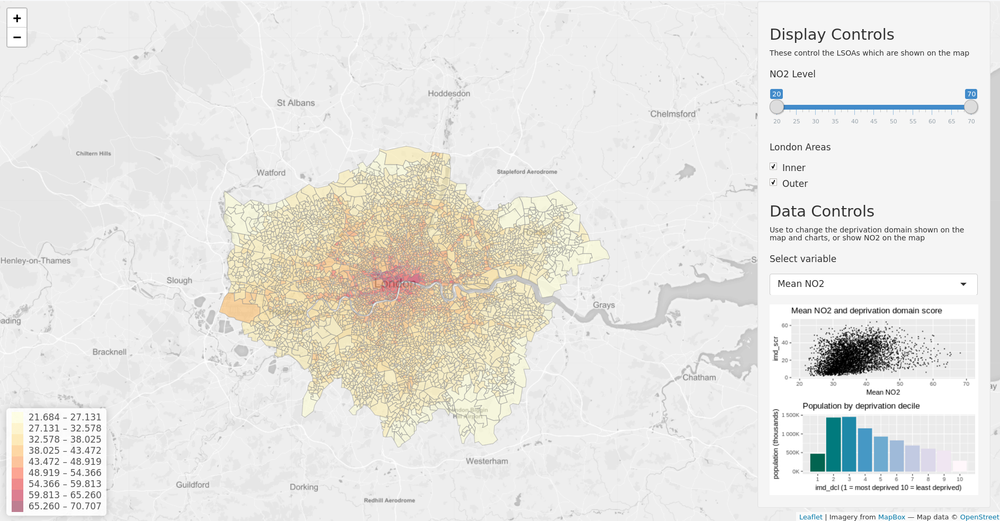 +
−
St Albans
Hoddesdon
Chelmsford
Chiltern Hills
Watford
Stapleford Aerodrome
Henley-on-Thames
Slough
London
Grays
eading
Bracknell
Chatham
London Biggin
Hill Airport
Westerham
Guildford
Dorking
Redhill Aerodrome
21.684 – 27.131
27.131 – 32.578
32.578 – 38.025
38.025 – 43.472
43.472 – 48.919
48.919 – 54.366
54.366 – 59.813
59.813 – 65.260
65.260 – 70.707
Display Controls
These control the LSOAs which are shown on the map
NO2 Level
20 70
20 25 30 35 40 45 50 55 60 65 70
London Areas
Inner
Outer
Data Controls
Use to change the deprivation domain shown on the
map and charts, or show NO2 on the map
Select variable
Mean NO2
Mean NO2 and deprivation domain score
imd_scr
60
40
20
0
20 30 40 50 60 70
Mean NO2
Population by deprivation decile
population (thousands)
1 500K
1 000K
500K
0K
1 2 3 4 5 6 7 8 9 10
imd_dcl (1 = most deprived 10 = least deprived)
Leaflet | Imagery from MapBox — Map data © OpenStreet